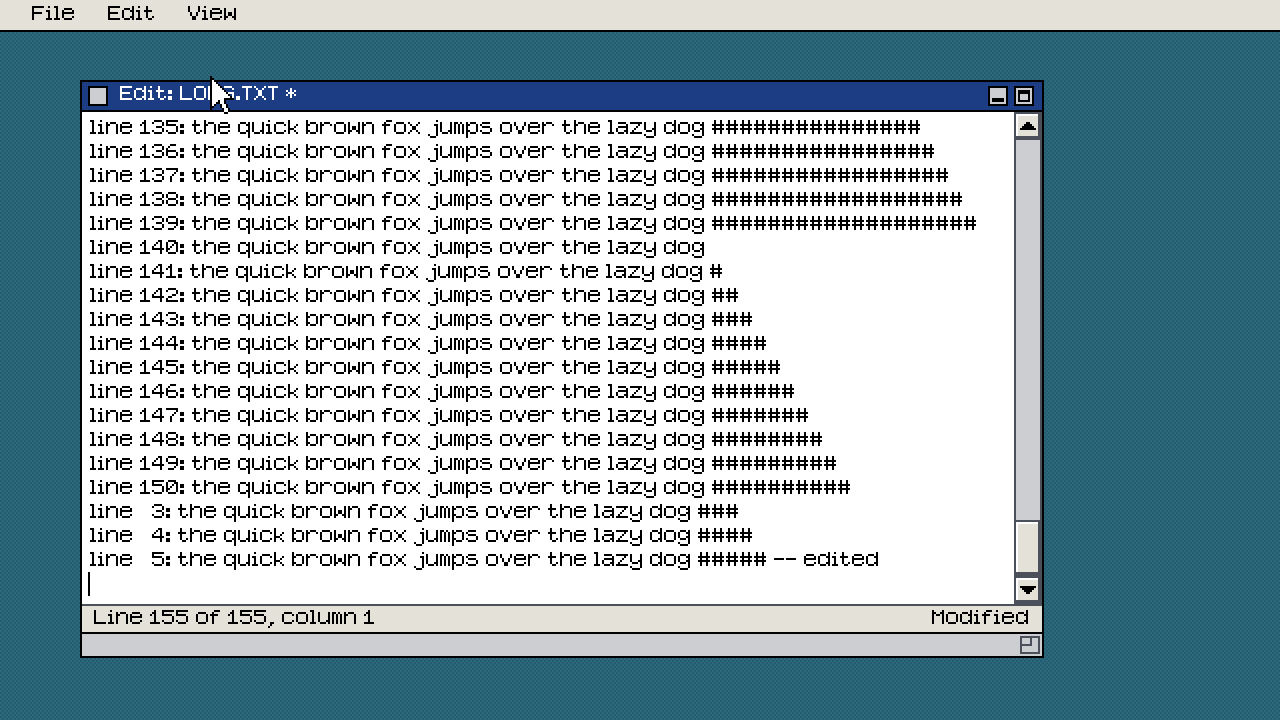 File Edit View
Edit: LONG.TXT *
line 135: the quick brown fox jumps over the lazy dog ###############
line 136: the quick brown fox jumps over the lazy dog ################
line 137: the quick brown fox jumps over the lazy dog #################
line 138: the quick brown fox jumps over the lazy dog ##################
line 139: the quick brown fox jumps over the lazy dog ###################
line 140: the quick brown fox jumps over the lazy dog
line 141: the quick brown fox jumps over the lazy dog #
line 142: the quick brown fox jumps over the lazy dog ##
line 143: the quick brown fox jumps over the lazy dog ###
line 144: the quick brown fox jumps over the lazy dog ####
line 145: the quick brown fox jumps over the lazy dog #####
line 146: the quick brown fox jumps over the lazy dog ######
line 147: the quick brown fox jumps over the lazy dog #######
line 148: the quick brown fox jumps over the lazy dog ########
line 149: the quick brown fox jumps over the lazy dog #########
line 150: the quick brown fox jumps over the lazy dog ##########
line   3: the quick brown fox jumps over the lazy dog ###
line   4: the quick brown fox jumps over the lazy dog ####
line   5: the quick brown fox jumps over the lazy dog ##### -- edited
Line 155 of 155, column 1 Modified